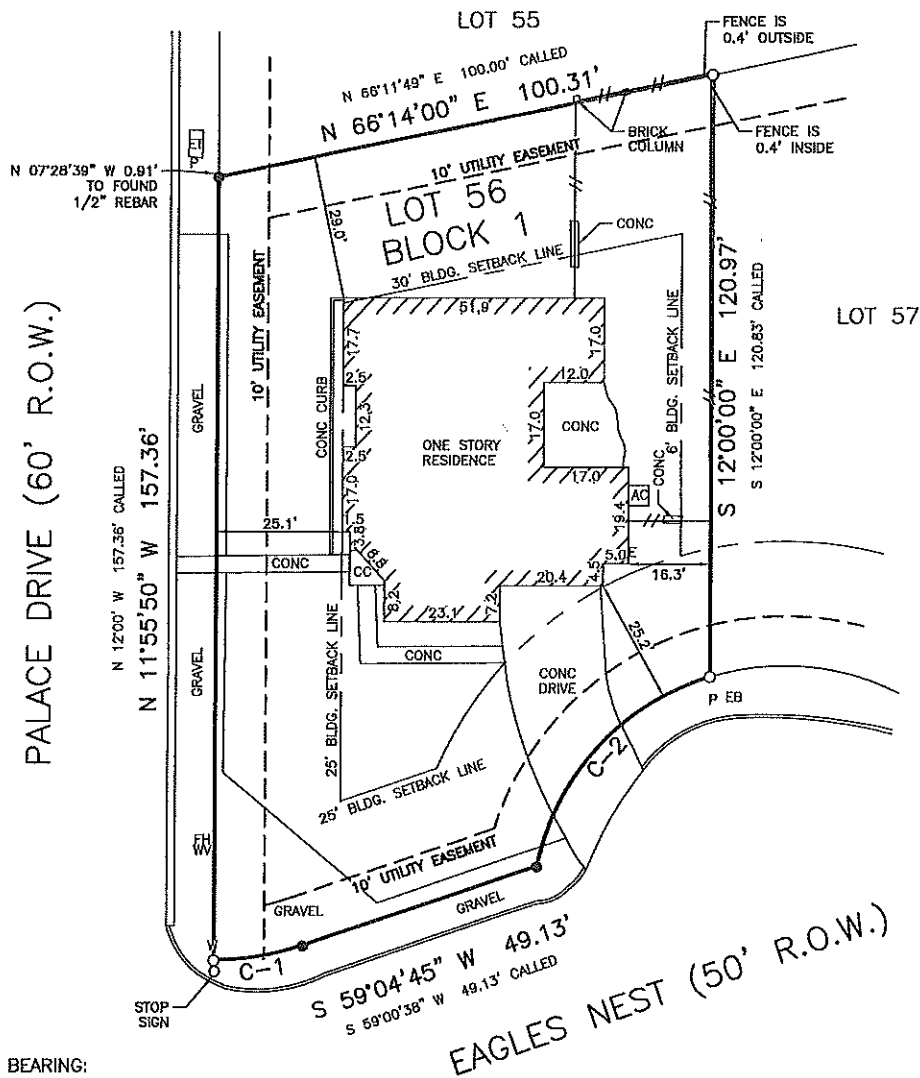 LOT 55
FENCE IS
0.4' OUTSIDE
N 66°11'49" E 100.00' CALLED
N 66°14'00" E 100.31'
BRICK
COLUMN
FENCE IS
0.4' INSIDE
N 07°28'39" W 0.91'
TO FOUND
1/2" REBAR
10' UTILITY EASEMENT
LOT 56
BLOCK 1
CONC
29.0'
30' BLDG. SETBACK LINE
10' UTILITY EASEMENT
LOT 57
PALACE DRIVE (60' R.O.W.)
N 12°00' W 157.36' CALLED
N 11°55'50" W 157.36'
GRAVEL
GRAVEL
CONC CURB
51.9
17.7
17.0
2.5
12.0
12.3
17.0
CONC
ONE STORY
RESIDENCE
2.5
17.0
17.0
6' BLDG. SETBACK LINE
S 12°00'00" E 120.97'
S 12°00'00" E 120.83' CALLED
AC
CONC
19.4
25.1'
1.5
3.8
8.8
CONC
CC
5.0
16.3'
20.4
4.5
8.2
23.1
7.2
CONC
CONC
DRIVE
25.2'
25' BLDG. SETBACK LINE
25' BLDG. SETBACK LINE
P EB
C-2
FH
WV
10' UTILITY EASEMENT
GRAVEL
GRAVEL
V
C-1
STOP
SIGN
S 59°04'45" W 49.13'
S 59°00'38" W 49.13' CALLED
EAGLES NEST (50' R.O.W.)
BEARING: